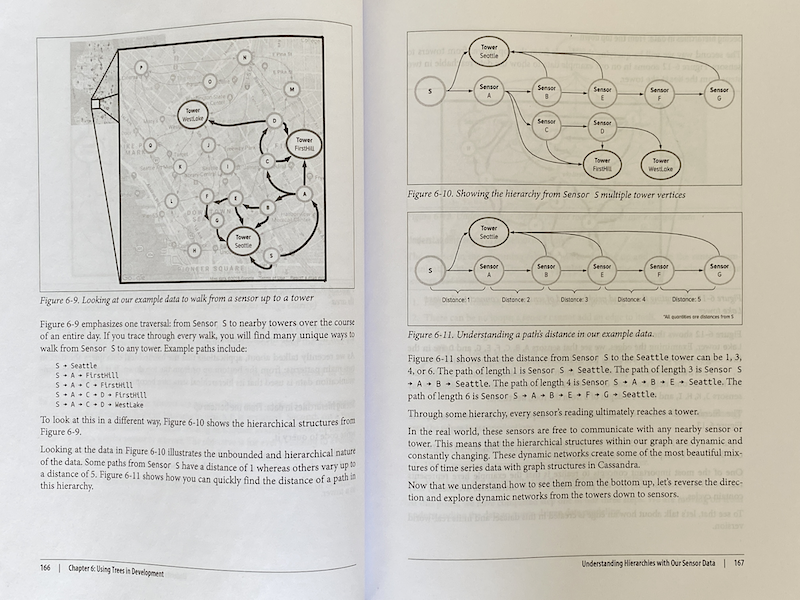 P
N
O
M
Tower
WestLake
D
Tower
FirstHill
Q
J
K
I
C
L
F
E
A
B
G
Tower
Seattle
H
S
Figure 6-9. Looking at our example data to walk from a sensor up to a tower
Figure 6-9 emphasizes one traversal: from Sensor S to nearby towers over the course
of an entire day. If you trace through every walk, you will find many unique ways to
walk from Sensor S to any tower. Example paths include:
S → Seattle
S → A → FirstHill
S → A → C → FirstHill
S → A → C → D → FirstHill
S → A → C → D → WestLake
To look at this in a different way, Figure 6-10 shows the hierarchical structures from
Figure 6-9.
Looking at the data in Figure 6-10 illustrates the unbounded and hierarchical nature
of the data. Some paths from Sensor S have a distance of 1 whereas others vary up to
a distance of 5. Figure 6-11 shows how you can quickly find the distance of a path in
this hierarchy.
166 | Chapter 6: Using Trees in Development
Tower
Seattle
S
Sensor
A
Sensor
B
Sensor
E
Sensor
F
Sensor
G
Sensor
C
Sensor
D
Tower
FirstHill
Tower
WestLake
Figure 6-10. Showing the hierarchy from Sensor S multiple tower vertices
Tower
Seattle
S
Sensor
A
Sensor
B
Sensor
E
Sensor
F
Sensor
G
Distance: 1
Distance: 2
Distance: 3
Distance: 4
Distance: 5
*All quantities are distances from S
Figure 6-11. Understanding a path's distance in our example data.
Figure 6-11 shows that the distance from Sensor S to the Seattle tower can be 1, 3,
4, or 6. The path of length 1 is Sensor S → Seattle. The path of length 3 is Sensor S
→ A → B → Seattle. The path of length 4 is Sensor S → A → B → E → Seattle. The
path of length 6 is Sensor S → A → B → E → F → G → Seattle.
Through some hierarchy, every sensor's reading ultimately reaches a tower.
In the real world, these sensors are free to communicate with any nearby sensor or
tower. This means that the hierarchical structures within our graph are dynamic and
constantly changing. These dynamic networks create some of the most beautiful mix-
tures of time series data with graph structures in Cassandra.
Now that we understand how to see them from the bottom up, let's reverse the direc-
tion and explore dynamic networks from the towers down to sensors.
Understanding Hierarchies with Our Sensor Data | 167